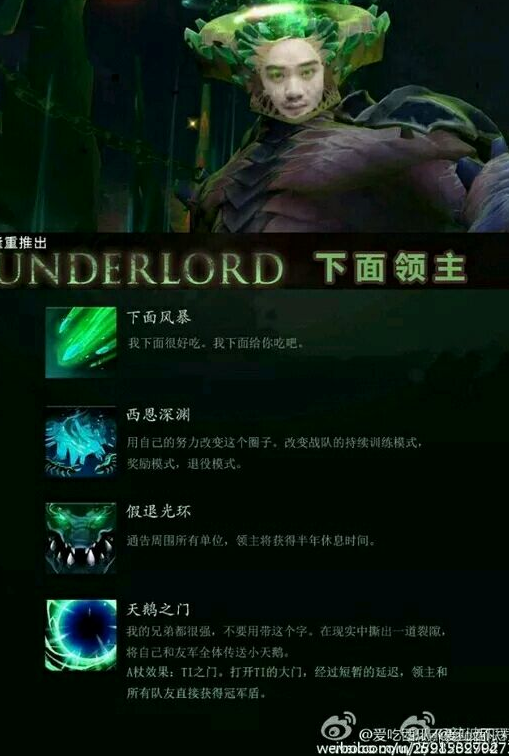 隆重推出
UNDERLORD 下面领主
下面风暴
我下面很好吃。我下面给你吃吧。
西恩深渊
用自己的努力改变这个圈子。改变战队的持续训练模式，
奖励模式，退役模式。
假退光环
通告周围所有单位，领主将获得半年休息时间。
天鹅之门
我的兄弟都很强，不要用带这个字。在现实中撕出一道裂隙，
将自己和友军全体传送小天鹅。
A杖效果：TI之门。打开TI的大门，经过短暂的延迟，领主和
所有队友直接获得冠军盾。